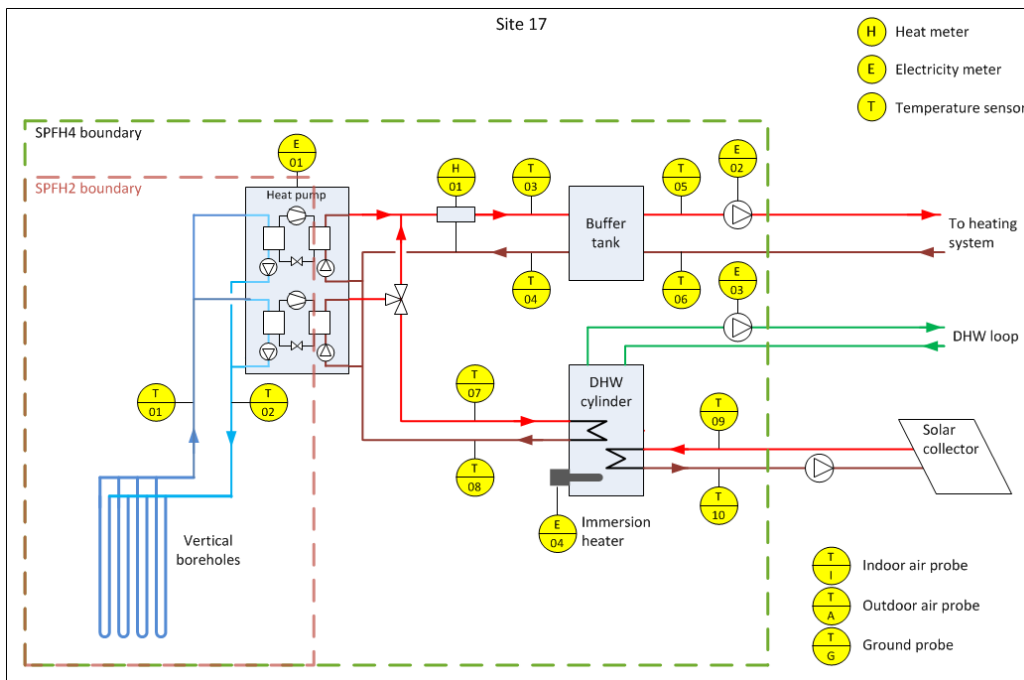 Site 17
H Heat meter
E Electricity meter
T Temperature sensor
SPFH4 boundary
SPFH2 boundary
E
01
Heat pump
H
01
T
03
T
05
E
02
Buffer
tank
To heating
system
T
04
T
06
E
03
DHW loop
T
01
T
02
T
07
DHW
cylinder
T
09
Solar
collector
T
08
T
10
E
04
Immersion
heater
Vertical
boreholes
T
I
Indoor air probe
T
A
Outdoor air probe
T
G
Ground probe